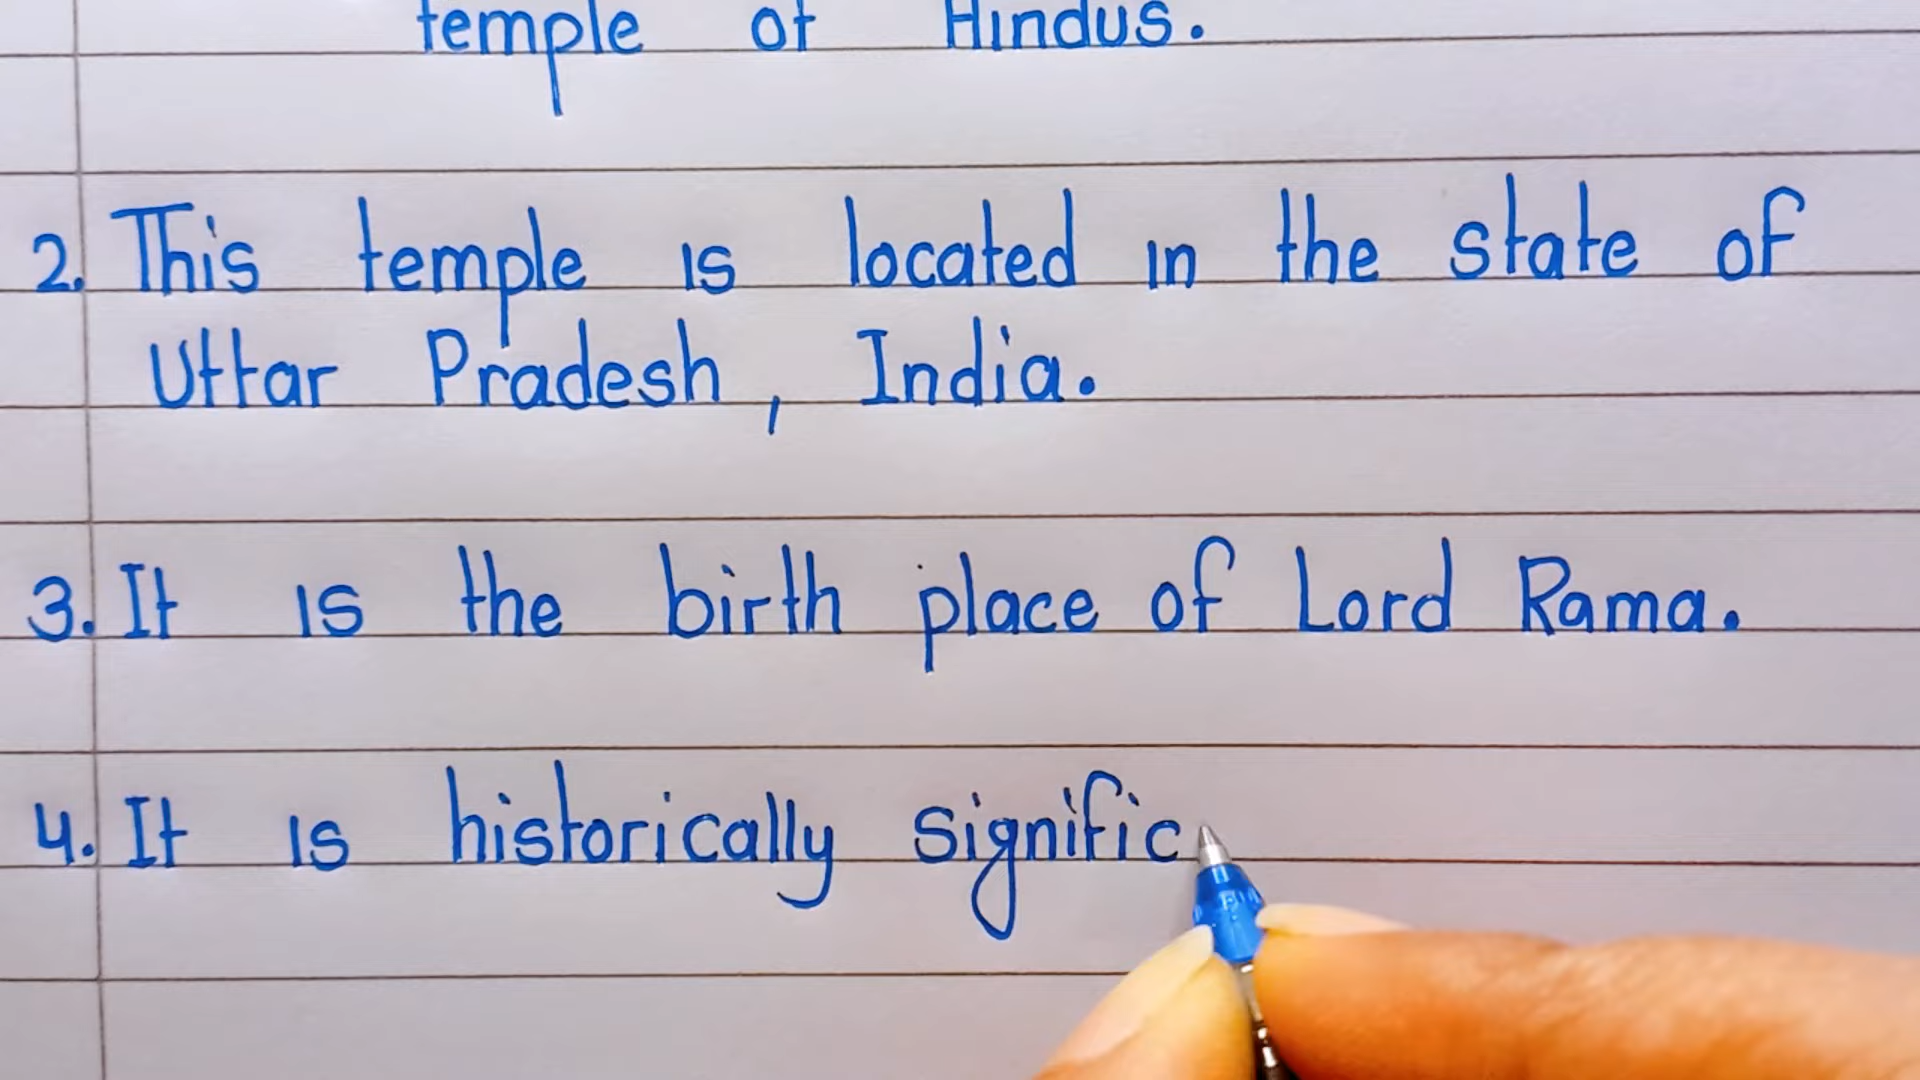 temple of Hindus.
2. This temple is located in the state of
Uttar Pradesh, India.
3. It is the birth place of Lord Rama.
4. It is historically signific